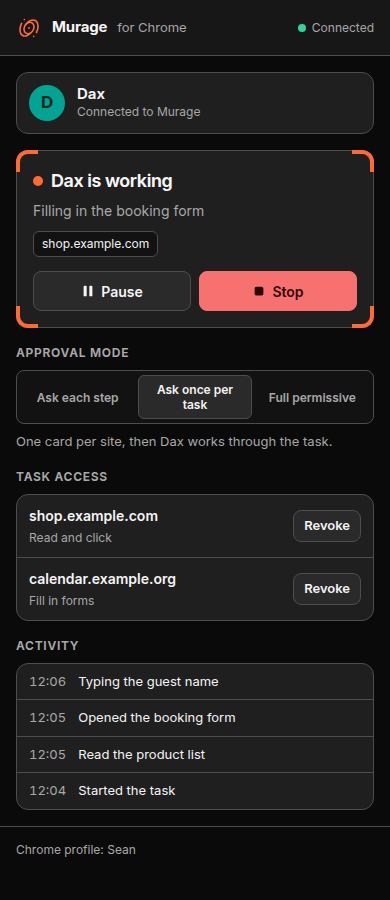 Murage for Chrome
Connected
D
Dax
Connected to Murage
Dax is working
Filling in the booking form
shop.example.com
Pause
Stop
APPROVAL MODE
Ask each step
Ask once per
task
Full permissive
One card per site, then Dax works through the task.
TASK ACCESS
shop.example.com
Read and click
Revoke
calendar.example.org
Fill in forms
Revoke
ACTIVITY
12:06 Typing the guest name
12:05 Opened the booking form
12:05 Read the product list
12:04 Started the task
Chrome profile: Sean